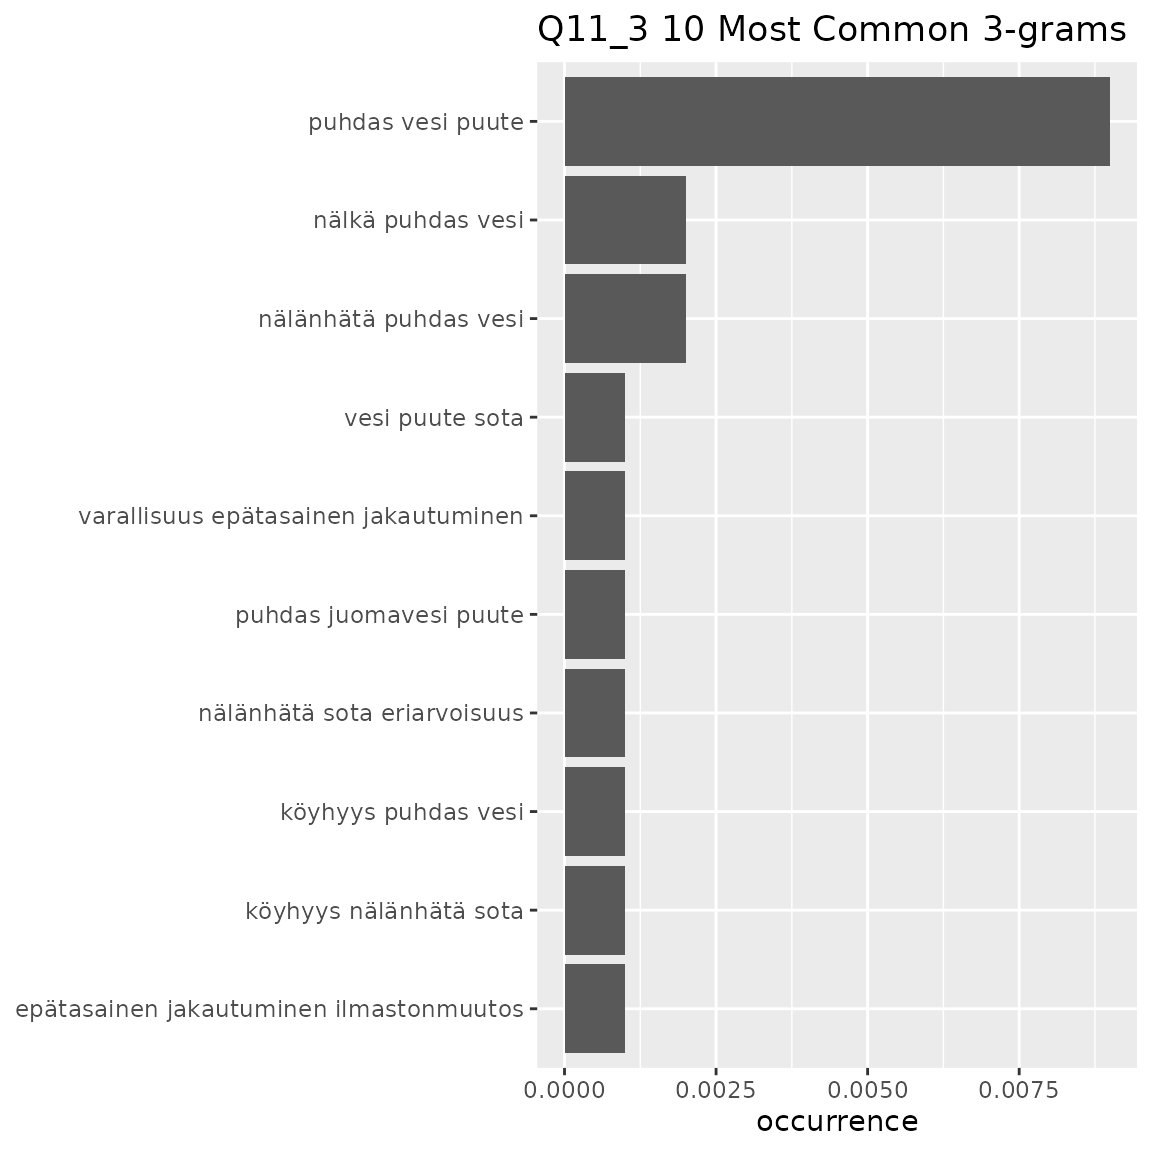 Q11_3 10 Most Common 3-grams
puhdas vesi puute
nälkä puhdas vesi
nälänhätä puhdas vesi
vesi puute sota
varallisuus epätasainen jakautuminen
puhdas juomavesi puute
nälänhätä sota eriarvoisuus
köyhyys puhdas vesi
köyhyys nälänhätä sota
epätasainen jakautuminen ilmastonmuutos
0.0000 0.0025 0.0050 0.0075
occurrence